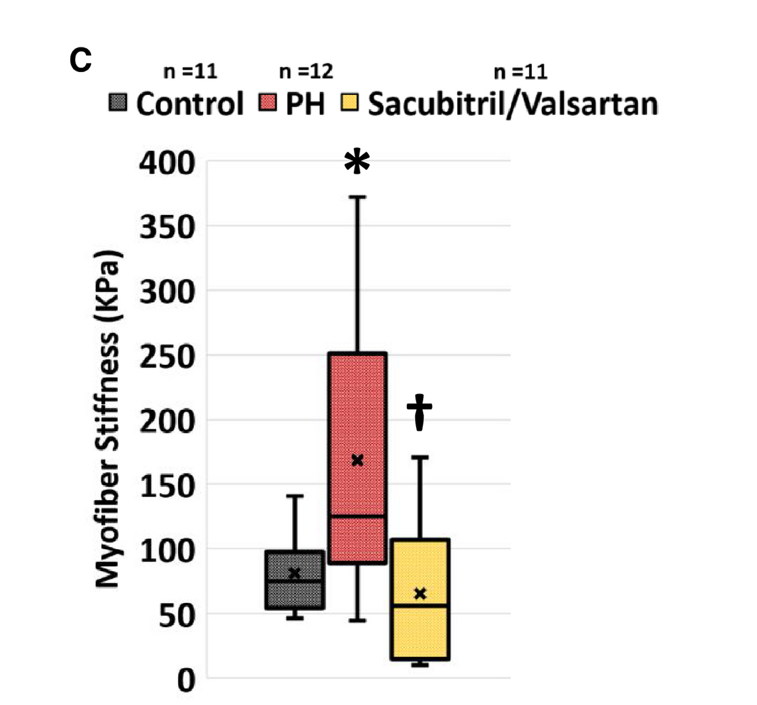 C
n =11 n =12 n =11
Control PH Sacubitril/Valsartan
*
400
350
300
250
200
150
100
50
0
†
Myofiber Stiffness (KPa)